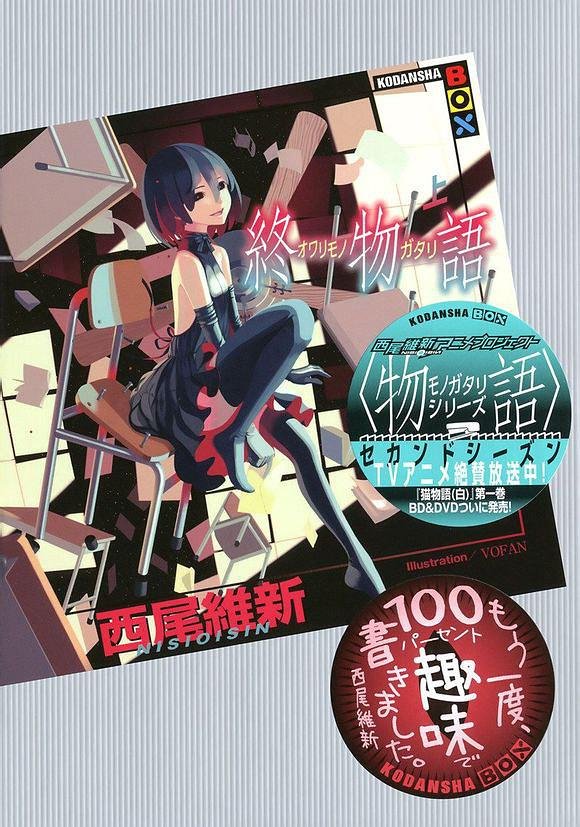 KODANSHA BOX
上
終物語
オワリモノガタリ
KODANSHA BOX
西尾維新アニメプロジェクト
NISIOISIN
〈物語〉
モノガタリ
シリーズ
セカンドシーズン
TVアニメ絶賛放送中!
『猫物語(白)』第一巻
BD&DVDついに発売!
Illustration/VOFAN
西尾維新
NISIOISIN
もう一度、
100
パーセント
趣味で
書きました。
西尾維新
KODANSHA BOX